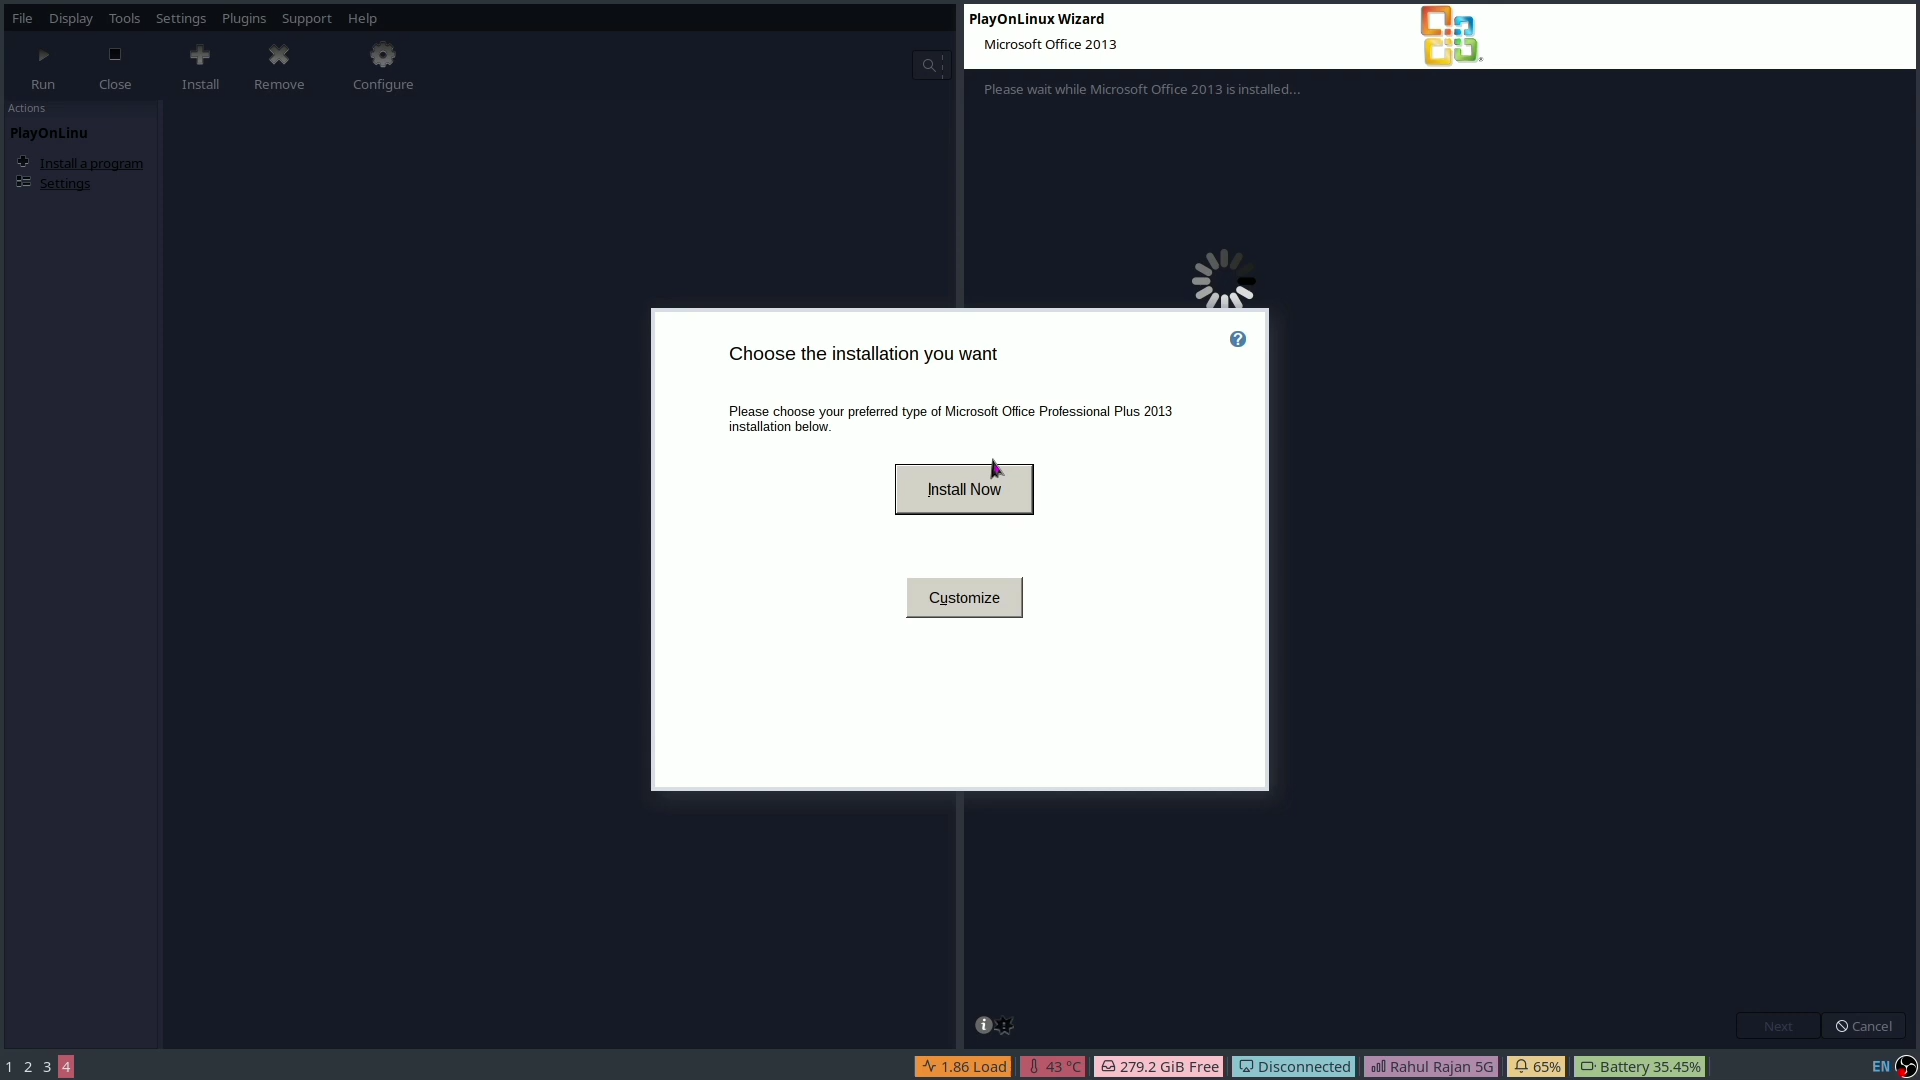 File Display Tools Settings Plugins Support Help
Run Close Install Remove Configure
Actions
PlayOnLinu
Install a program
Settings
PlayOnLinux Wizard
Microsoft Office 2013
Please wait while Microsoft Office 2013 is installed...
Choose the installation you want
Please choose your preferred type of Microsoft Office Professional Plus 2013
installation below.
Install Now
Customize
Next Cancel
1 2 3 4 1.86 Load 43 °C 279.2 GiB Free Disconnected Rahul Rajan 5G 65% Battery 35.45% EN